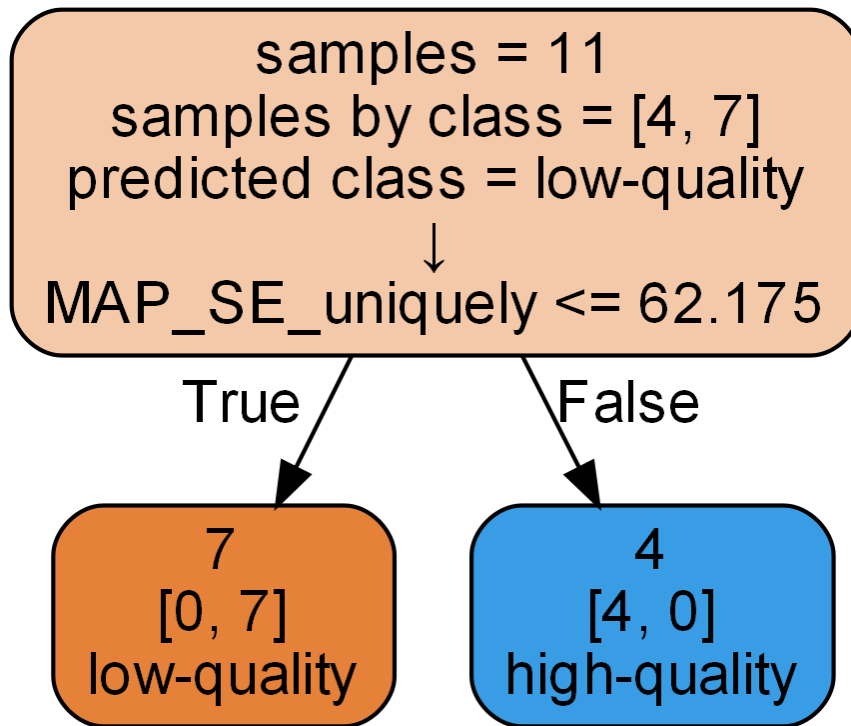 samples = 11
samples by class = [4, 7]
predicted class = low-quality
↓
MAP_SE_uniquely <= 62.175
True
False
7
[0, 7]
low-quality
4
[4, 0]
high-quality